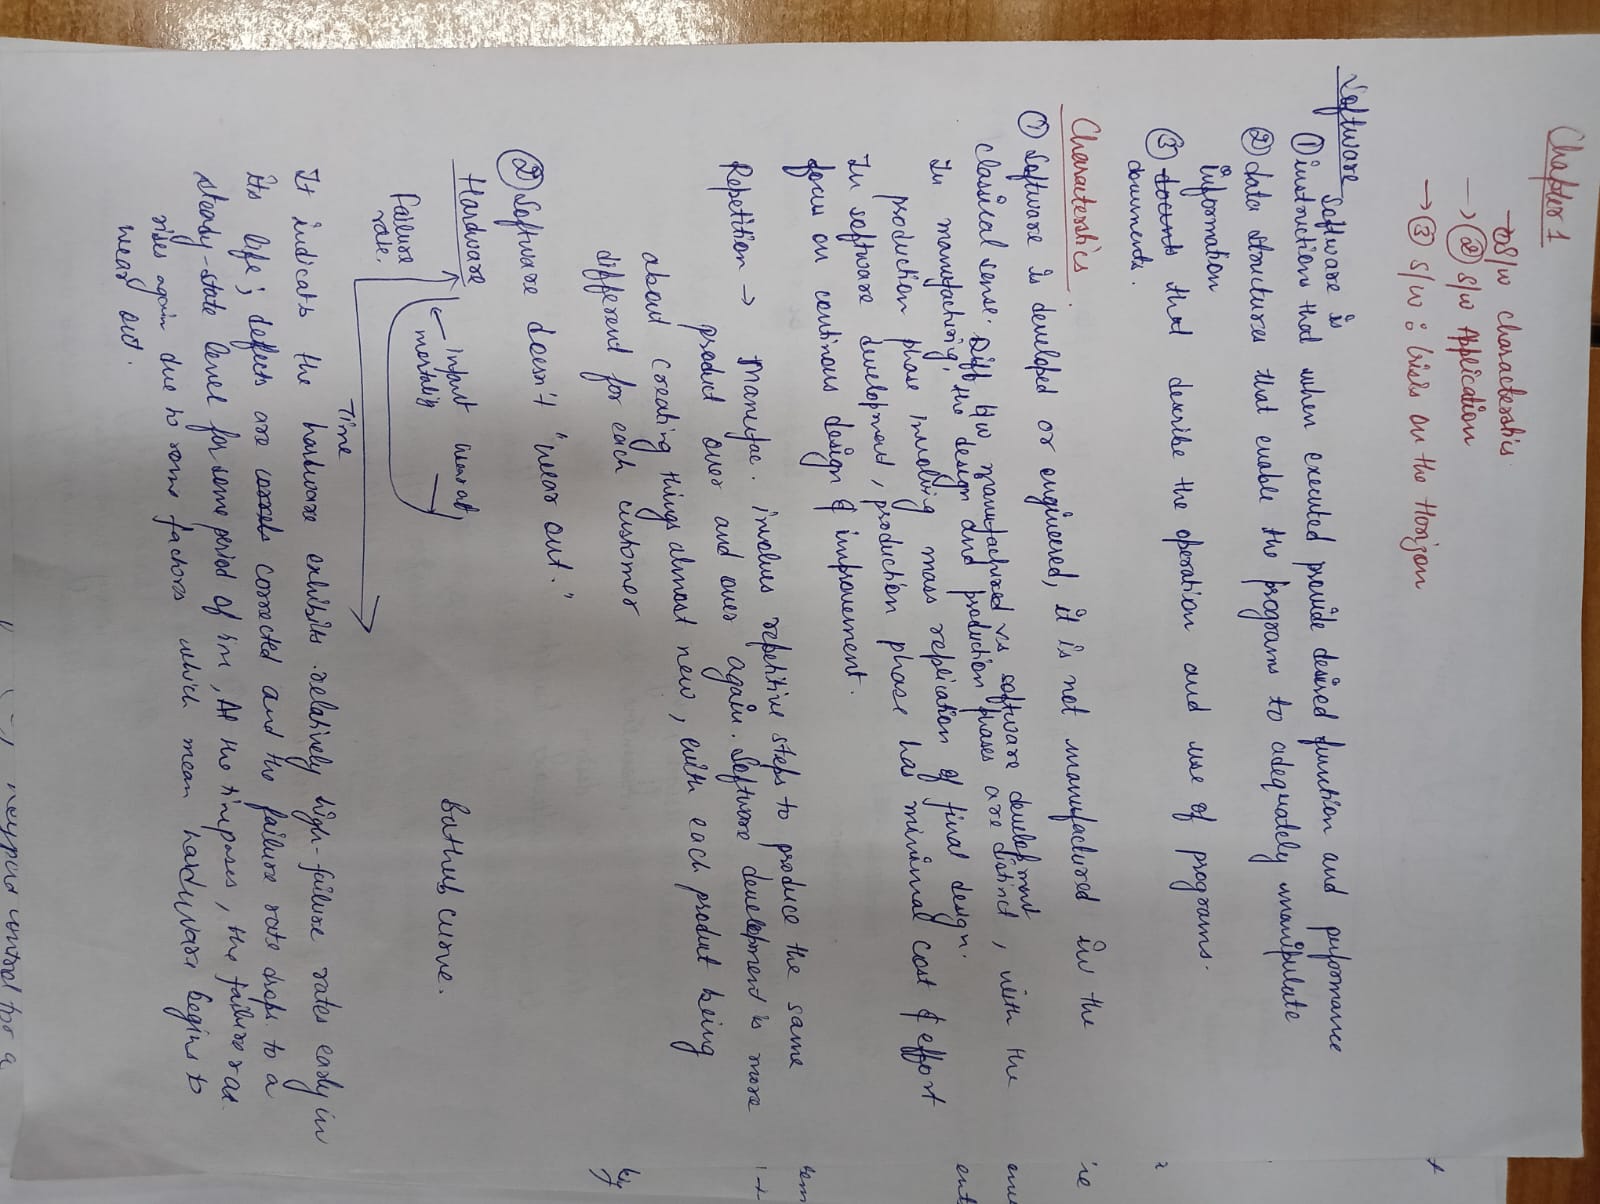 Chapter 1
→① S/w characterstics
→② S/w Application
→③ S/w : Crisis on the Horizon
Software
Software is
① instructions that when executed provide desired function and performance
② data structures that enable the programs to adequately manipulate
information
③ that describe the operation and use of programs.
documents.
Characterstics.
① Software is developed or engineered, it is not manufactured in the
classical sense. Diff b/w manufactured vs software development
In manufacturing, the design and production phases are distinct, with the
production phase involving mass replication of final design.
In software development, production phase has minimal cost & effort
focus on continous design & improvement.
Repetition → Manufac. involves repetitive steps to produce the same
product over and over again. Software development is more
about creating things almost new, with each product being
different for each customer
② Software doesn't "wear out."
Hardware
Infant wear out
mortality
Bathub curve.
Failure
rate.
Time
It indicats the hardware exhibits relatively high-failure rates early in
its life; defects are corrected and the failure rate drops to a
steady-state level for some period of time, At the time pases, the failure rate
rises again due to some factors which mean hardware begins to
wear out.
Keypad control for a